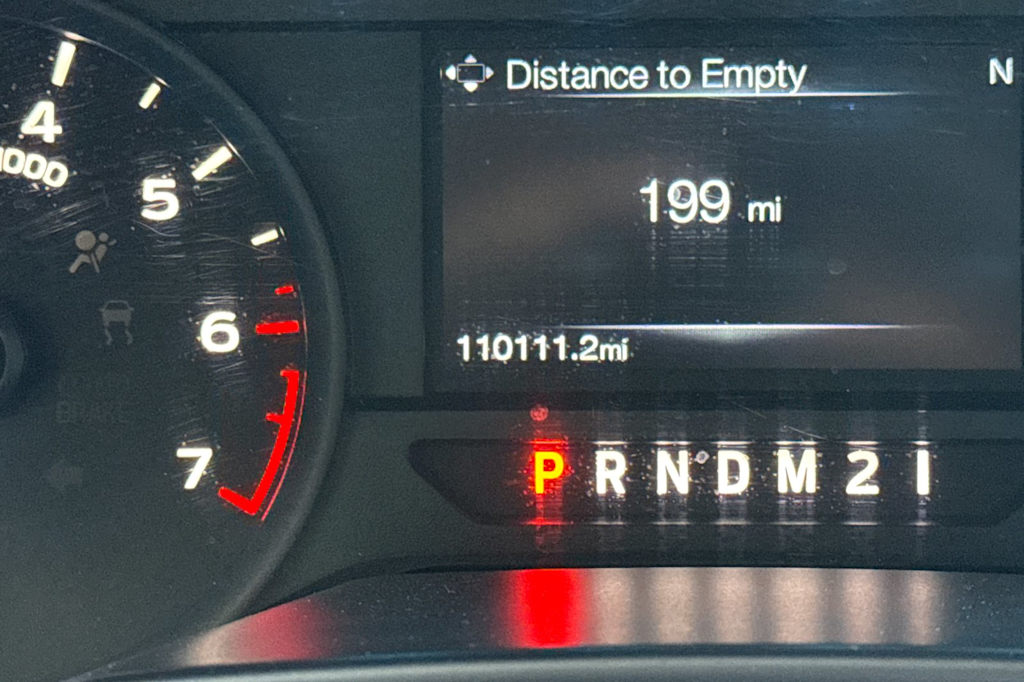 4
1000
5
6
7
Distance to Empty N
199 mi
110111.2mi
P R N D M 2 1